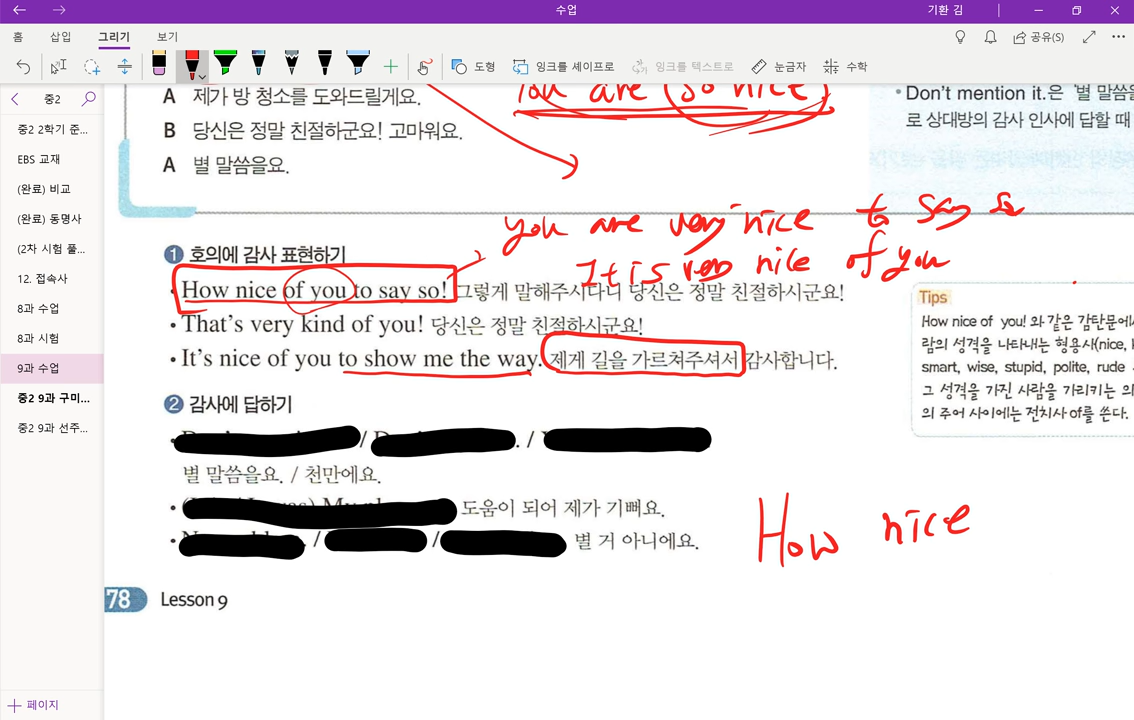 수업
기환 김
홈 삽입 그리기 보기
공유(S)
도형 잉크를 셰이프로 잉크를 텍스트로 눈금자 수학
중2
중2 2학기 준...
EBS 교재
(완료) 비교
(완료) 동명사
(2차 시험 풀...
12. 접속사
8과 수업
8과 시험
9과 수업
중2 9과 구미...
중2 9과 선주...
페이지
You are (so nice)
A 제가 방 청소를 도와드릴게요.
B 당신은 정말 친절하군요! 고마워요.
A 별 말씀을요.
• Don't mention it.은 '별 말씀을
로 상대방의 감사 인사에 답할 때
you are very nice to say so
It is very nice of you
1 호의에 감사 표현하기
• How nice of you to say so! 그렇게 말해주시다니 당신은 정말 친절하시군요!
• That's very kind of you! 당신은 정말 친절하시군요!
• It's nice of you to show me the way. 제게 길을 가르쳐주셔서 감사합니다.
Tips
How nice of you! 와 같은 감탄문에
람의 성격을 나타내는 형용사(nice,
smart, wise, stupid, polite, rude
그 성격을 가진 사람을 가리키는 의
의 주어 사이에는 전치사 of를 쓴다.
2 감사에 답하기
/ / 
별 말씀을요. / 천만에요.
도움이 되어 제가 기뻐요.
/ / 별 거 아니에요.
How nice
78 Lesson 9